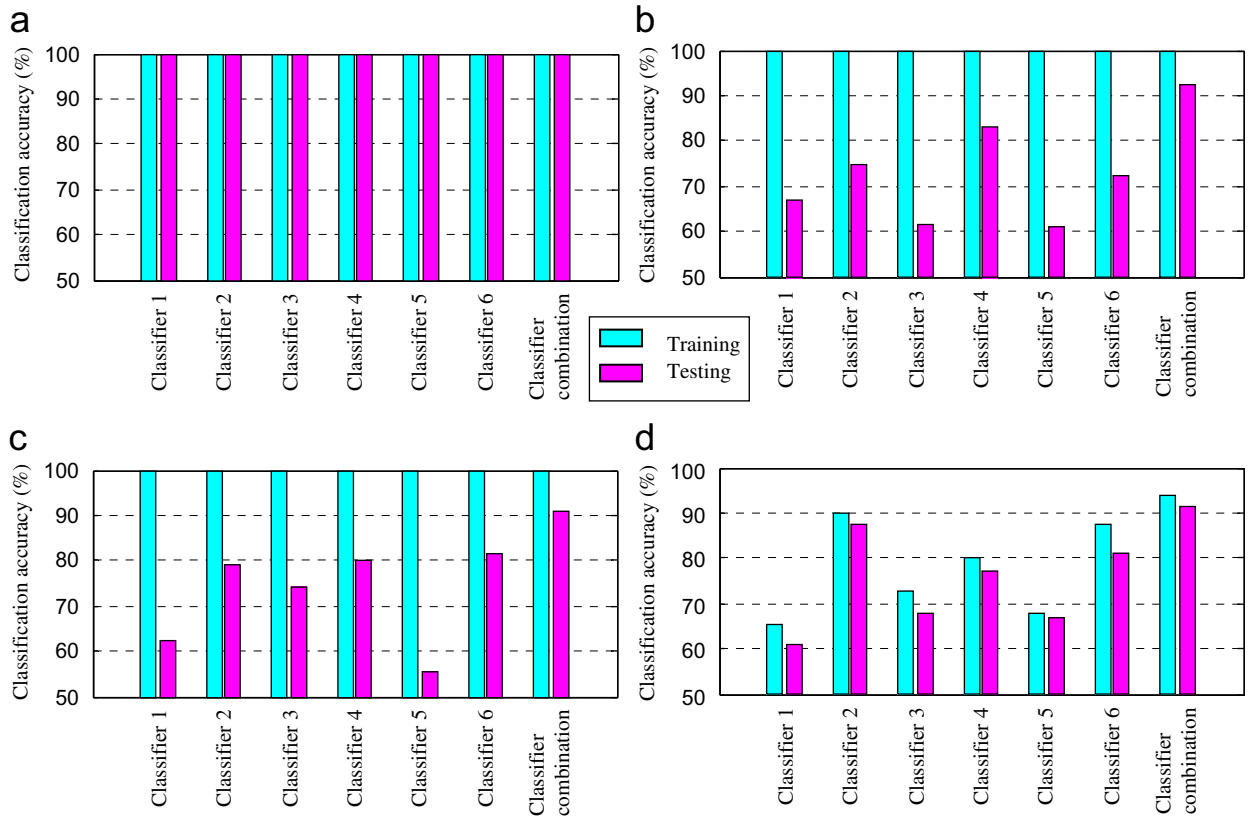 a
Classification accuracy (%)
100
90
80
70
60
50
Classifier 1
Classifier 2
Classifier 3
Classifier 4
Classifier 5
Classifier 6
Classifier
combination
b
Classification accuracy (%)
100
90
80
70
60
50
Classifier 1
Classifier 2
Classifier 3
Classifier 4
Classifier 5
Classifier 6
Classifier
combination
Training
Testing
c
Classification accuracy (%)
100
90
80
70
60
50
Classifier 1
Classifier 2
Classifier 3
Classifier 4
Classifier 5
Classifier 6
Classifier
combination
d
Classification accuracy (%)
100
90
80
70
60
50
Classifier 1
Classifier 2
Classifier 3
Classifier 4
Classifier 5
Classifier 6
Classifier
combination